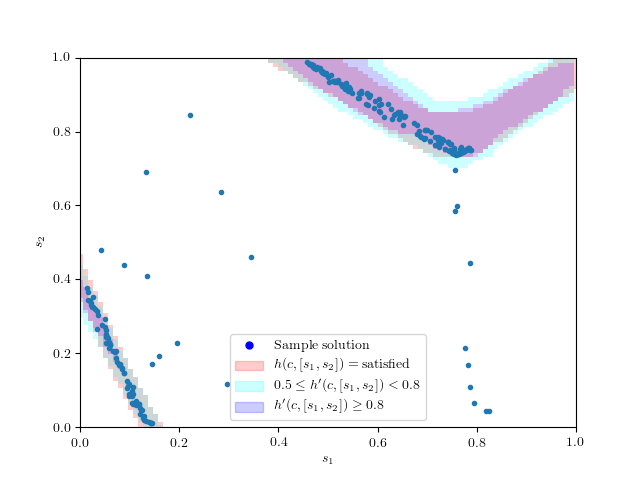 1.0
0.8
0.6
0.4
0.2
0.0
s₂
Sample solution
h(c, [s₁, s₂]) = satisfied
0.5 ≤ h′(c, [s₁, s₂]) < 0.8
h′(c, [s₁, s₂]) ≥ 0.8
0.0 0.2 0.4 0.6 0.8 1.0
s₁